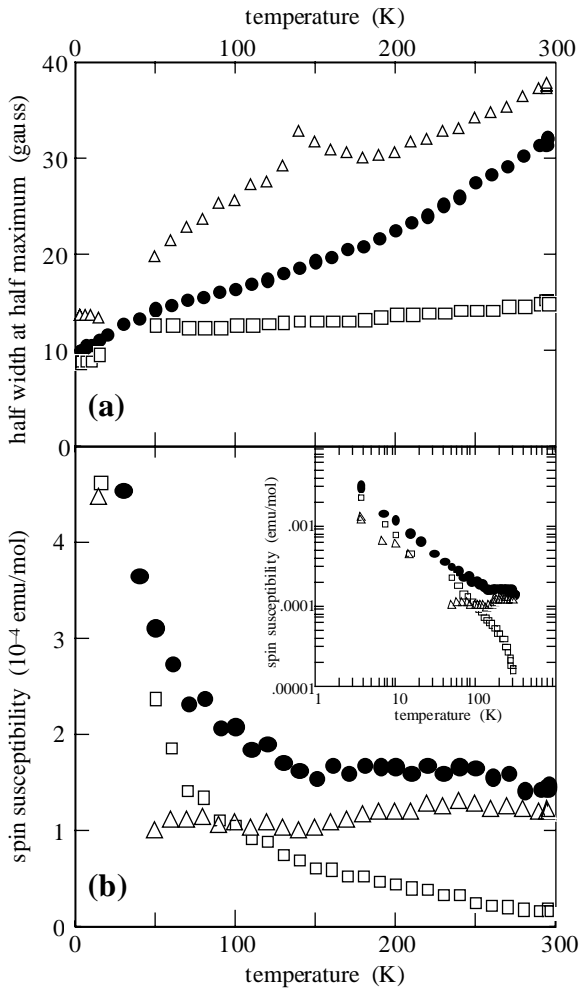 temperature (K)
0 100 200 300
40
30
20
10
0
half width at half maximum (gauss)
(a)
4
3
2
1
0
spin susceptibility (10⁻⁴ emu/mol)
.001
.0001
.00001
spin susceptibility (emu/mol)
1 10 100
temperature (K)
(b)
0 100 200 300
temperature (K)